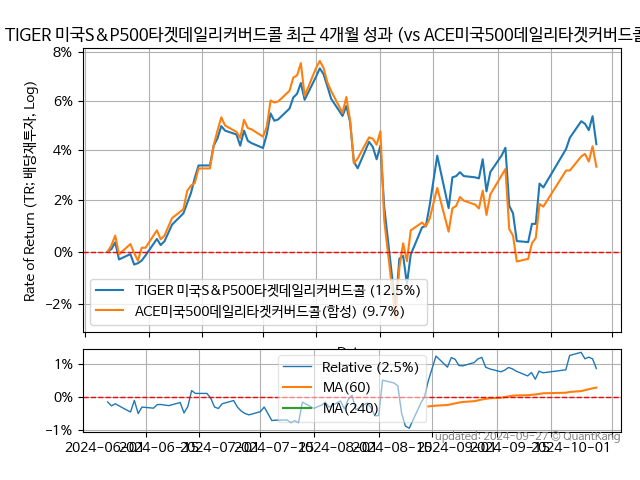 TIGER 미국S&P500타겟데일리커버드콜 최근 4개월 성과 (vs ACE미국500데일리타겟커버드콜
8%
6%
4%
2%
0%
−2%
Rate of Return (TR: 배당재투자, Log)
TIGER 미국S&P500타겟데일리커버드콜 (12.5%)
ACE미국500데일리타겟커버드콜(합성) (9.7%)
1%
0%
−1%
Relative (2.5%)
MA(60)
MA(240)
2024-06-01 2024-06-15 2024-07-01 2024-07-15 2024-08-01 2024-08-15 2024-09-01 2024-09-15 2024-10-01
updated: 2024-09-27 © QuantKang